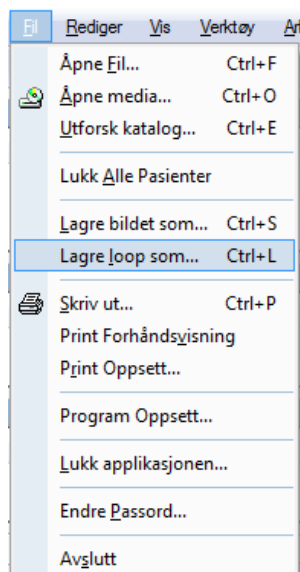 Fil Rediger Vis Verktøy
Åpne Fil... Ctrl+F
Åpne media... Ctrl+O
Utforsk katalog... Ctrl+E
Lukk Alle Pasienter
Lagre bildet som... Ctrl+S
Lagre loop som... Ctrl+L
Skriv ut... Ctrl+P
Print Forhåndsvisning
Print Oppsett...
Program Oppsett...
Lukk applikasjonen...
Endre Passord...
Avslutt